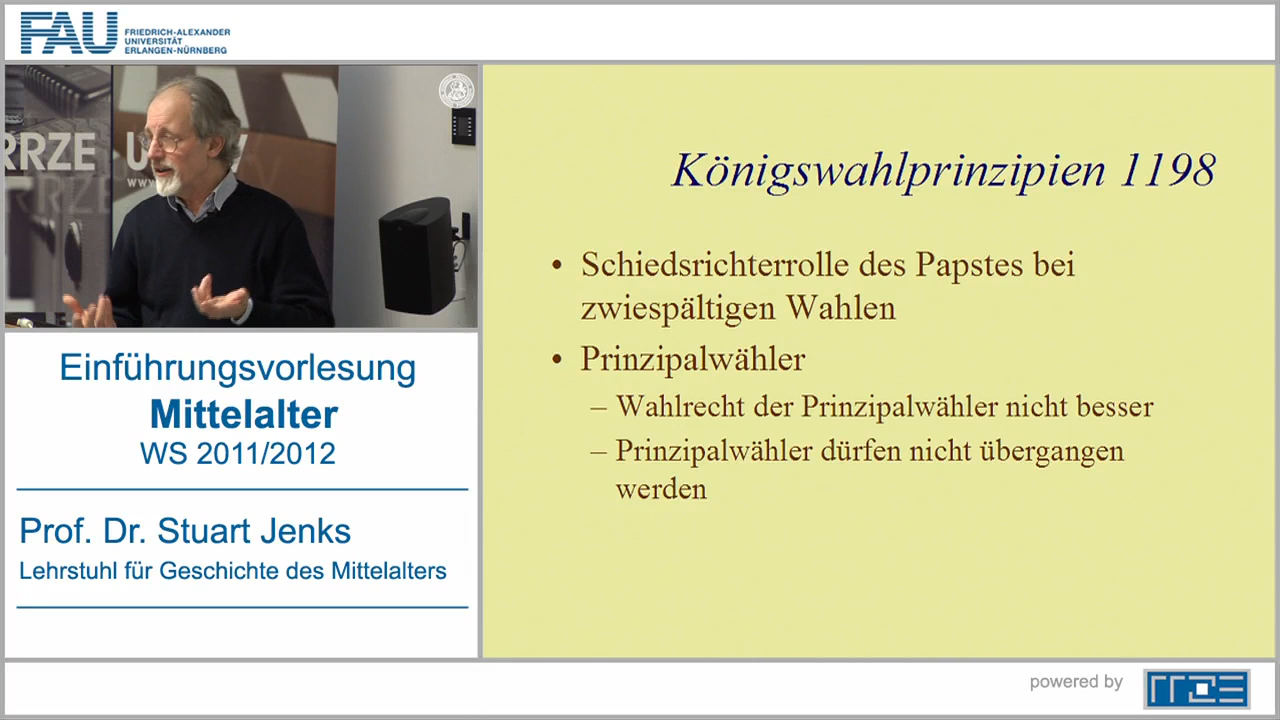 FAU
FRIEDRICH-ALEXANDER
UNIVERSITÄT
ERLANGEN-NÜRNBERG
RRZE
Königswahlprinzipien 1198
• Schiedsrichterrolle des Papstes bei
zwiespältigen Wahlen
• Prinzipalwähler
– Wahlrecht der Prinzipalwähler nicht besser
– Prinzipalwähler dürfen nicht übergangen
werden
Einführungsvorlesung
Mittelalter
WS 2011/2012
Prof. Dr. Stuart Jenks
Lehrstuhl für Geschichte des Mittelalters
powered by
rrze